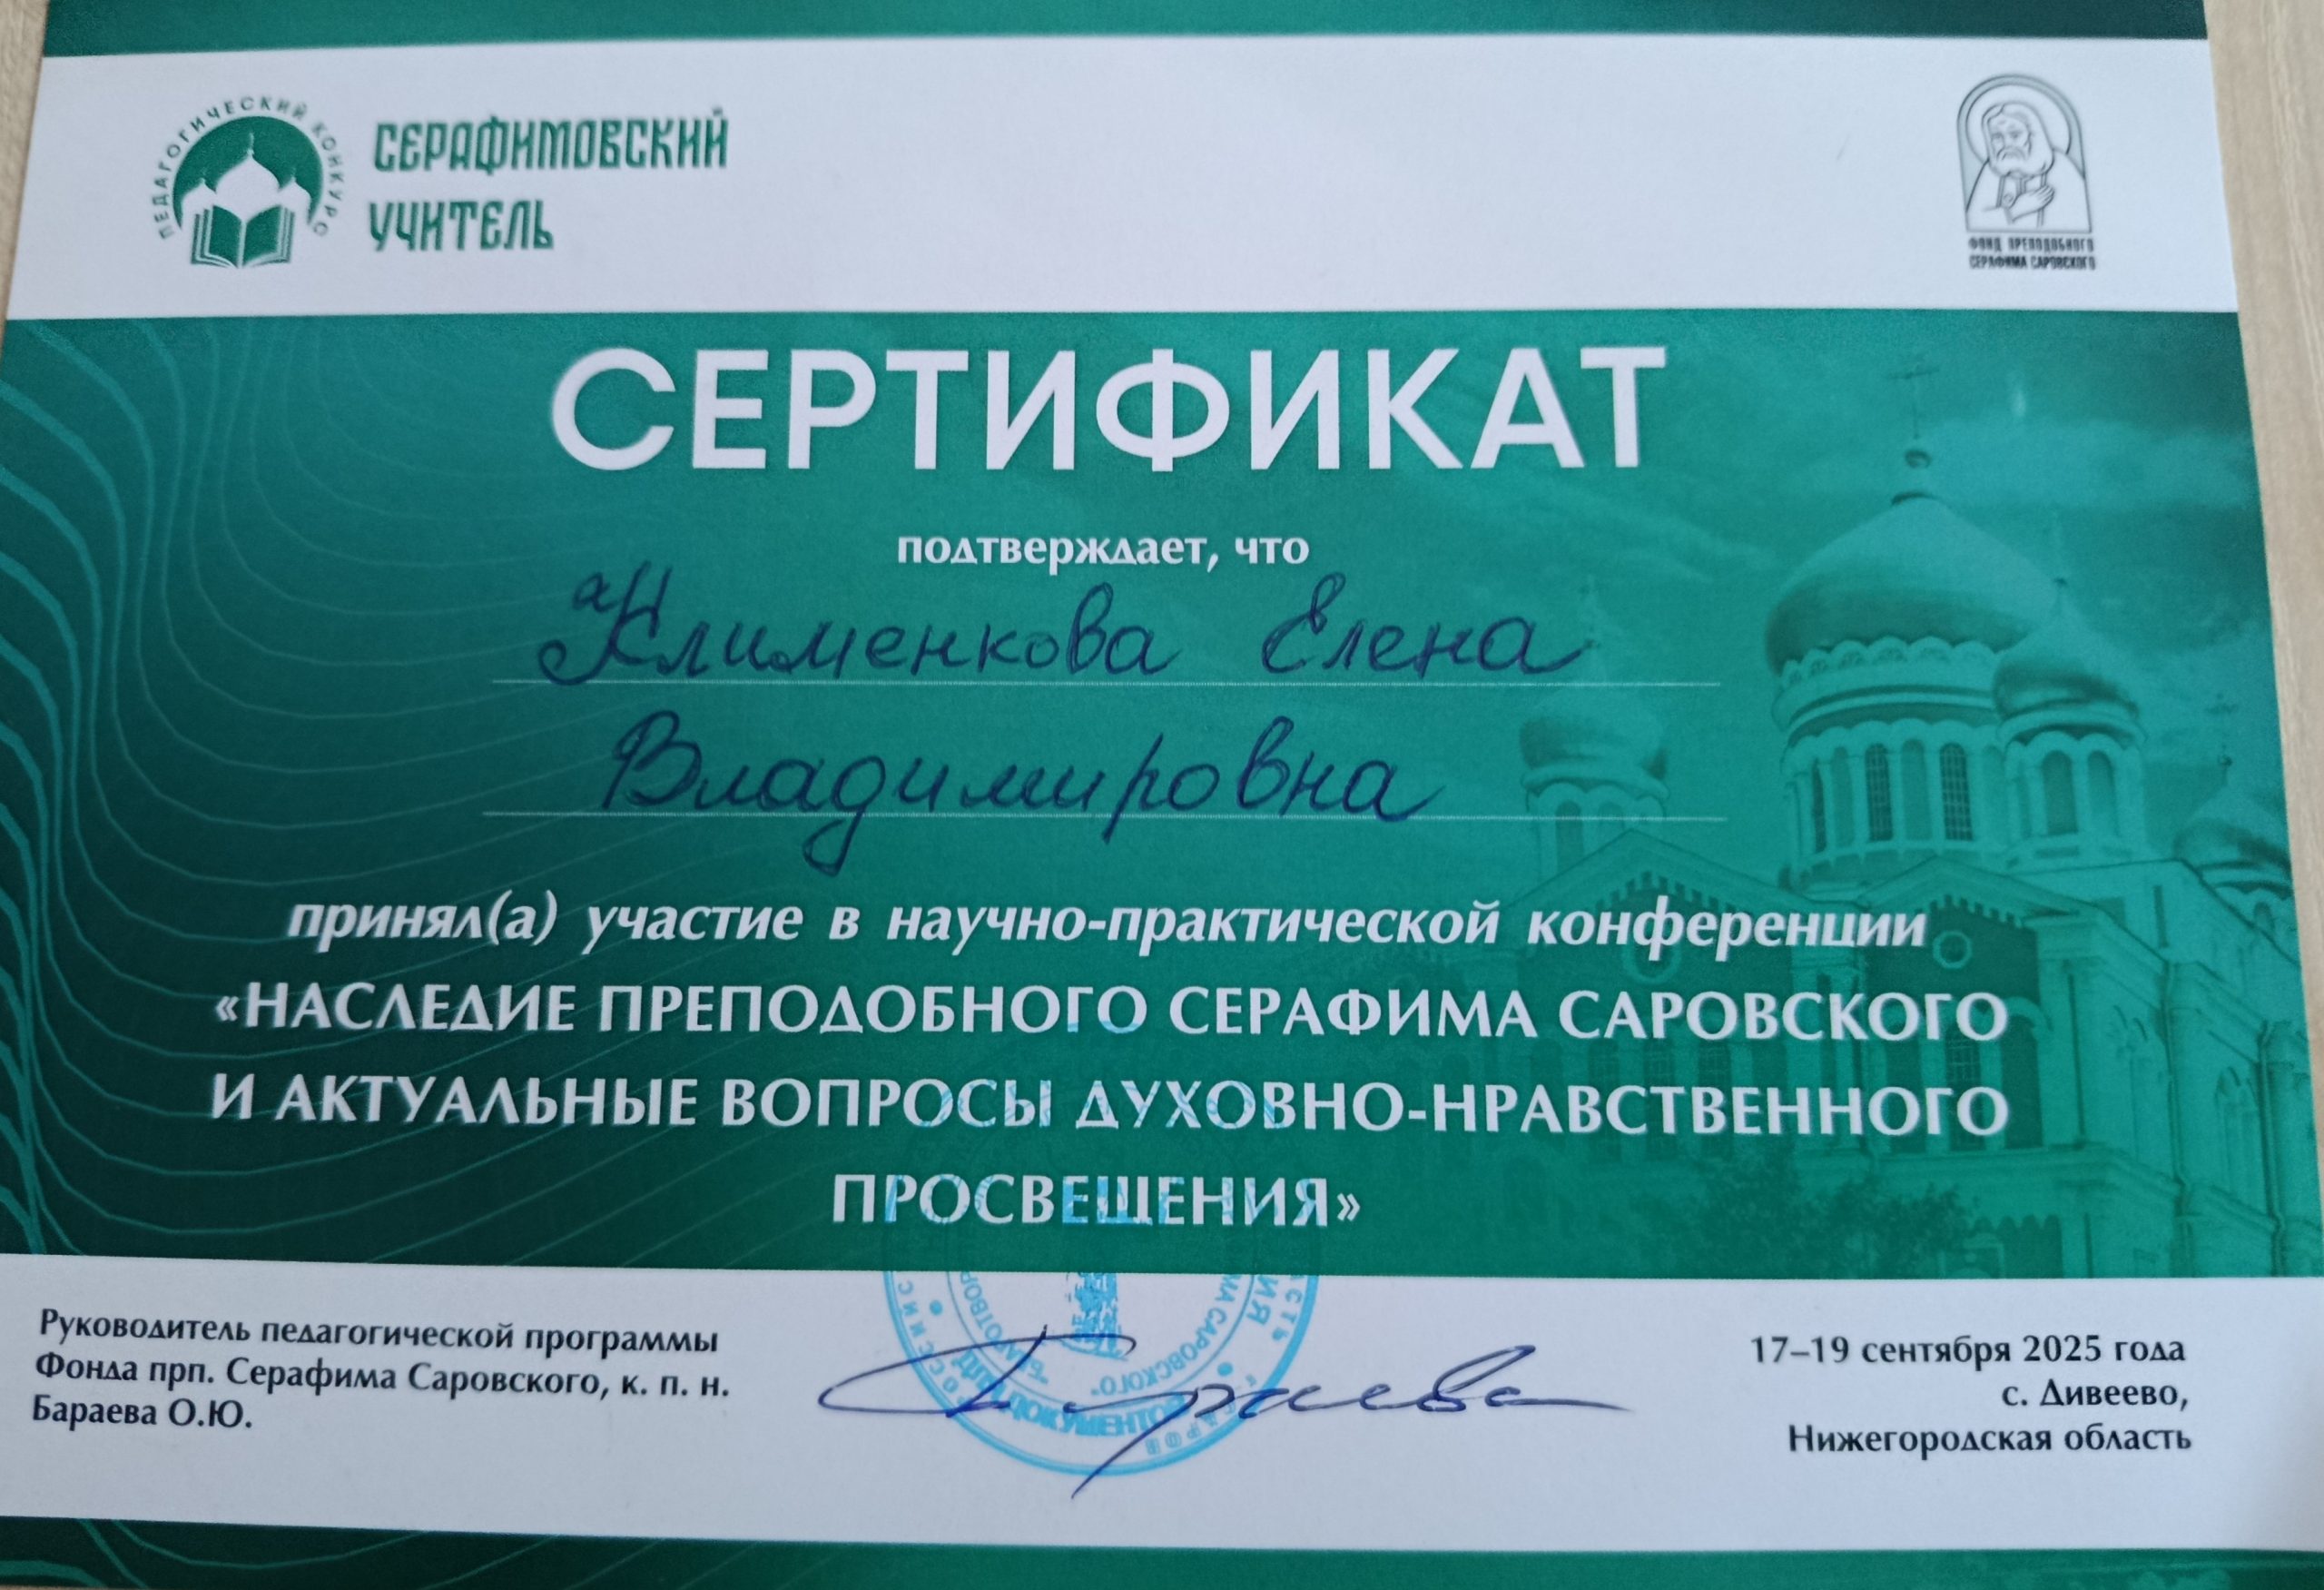 ПЕДАГОГИЧЕСКИЙ КОНКУРС
СЕРАФИМОВСКИЙ
УЧИТЕЛЬ
ФОНД ПРЕПОДОБНОГО
СЕРАФИМА САРОВСКОГО
СЕРТИФИКАТ
подтверждает, что
Клименкова Елена
Владимировна
принял(а) участие в научно-практической конференции
«НАСЛЕДИЕ ПРЕПОДОБНОГО СЕРАФИМА САРОВСКОГО
И АКТУАЛЬНЫЕ ВОПРОСЫ ДУХОВНО-НРАВСТВЕННОГО
ПРОСВЕЩЕНИЯ»
Руководитель педагогической программы
Фонда прп. Серафима Саровского, к. п. н.
Бараева О.Ю.
САРОВСКОГО"
ДОКУМЕНТОВ
17–19 сентября 2025 года
с. Дивеево,
Нижегородская область